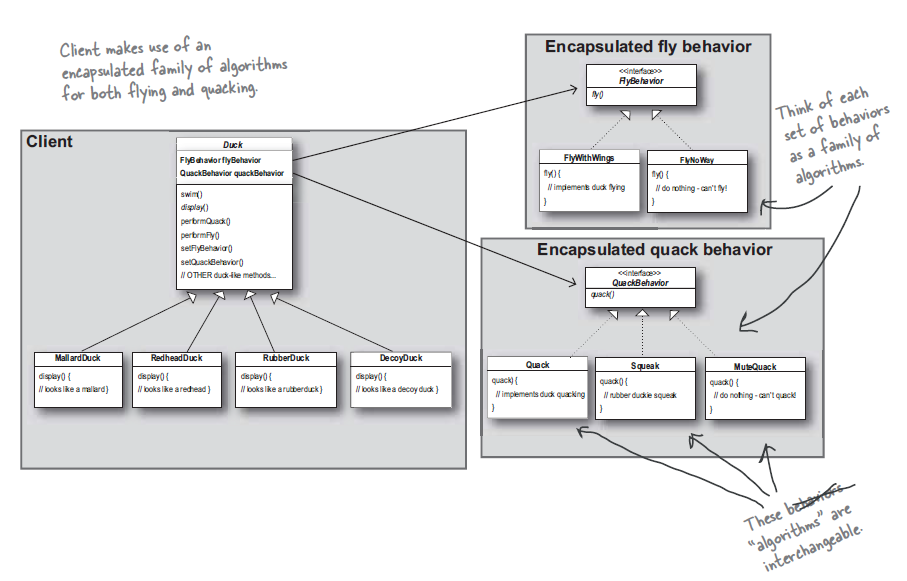 Client makes use of an
encapsulated family of algorithms
for both flying and quacking.
Client
Duck
FlyBehavior flyBehavior
QuackBehavior quackBehavior
swim()
display()
performQuack()
performFly()
setFlyBehavior()
setQuackBehavior()
// OTHER duck-like methods...
MallardDuck
display() {
// looks like a mallard }
RedheadDuck
display() {
// looks like a redhead }
RubberDuck
display() {
// looks like a rubberduck }
DecoyDuck
display() {
// looks like a decoy duck }
Encapsulated fly behavior
<<interface>>
FlyBehavior
fly()
FlyWithWings
fly() {
// implements duck flying
}
FlyNoWay
fly() {
// do nothing - can't fly!
}
Think of each
set of behaviors
as a family of
algorithms.
Encapsulated quack behavior
<<interface>>
QuackBehavior
quack()
Quack
quack) {
// implements duck quacking
}
Squeak
quack() {
// rubber duckie squeak
}
MuteQuack
quack() {
// do nothing - can't quack!
}
These behaviors
"algorithms" are
interchangeable.